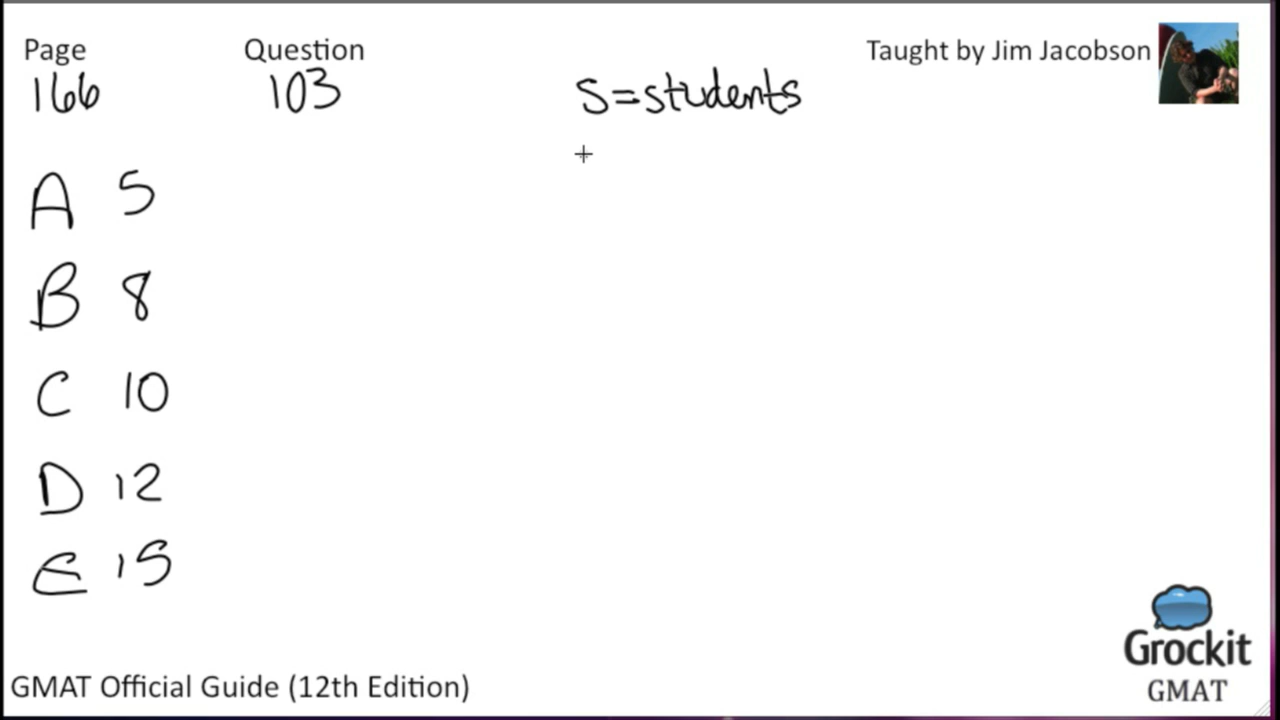 Page Question Taught by Jim Jacobson
166 103 S=students
A 5
B 8
C 10
D 12
E 15
Grockit
GMAT
GMAT Official Guide (12th Edition)